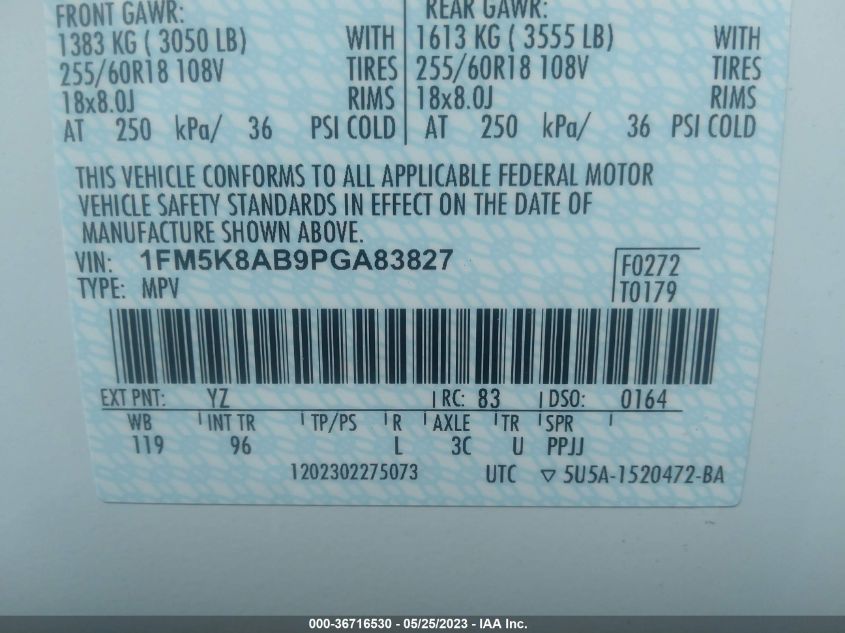 FRONT GAWR: REAR GAWR:
1383 KG ( 3050 LB) WITH 1613 KG ( 3555 LB) WITH
255/60R18 108V TIRES 255/60R18 108V TIRES
18x8.0J RIMS 18x8.0J RIMS
AT 250 kPa/ 36 PSI COLD AT 250 kPa/ 36 PSI COLD
THIS VEHICLE CONFORMS TO ALL APPLICABLE FEDERAL MOTOR
VEHICLE SAFETY STANDARDS IN EFFECT ON THE DATE OF
MANUFACTURE SHOWN ABOVE.
VIN: 1FM5K8AB9PGA83827 F0272
TYPE: MPV T0179
EXT PNT: YZ RC: 83 DSO: 0164
WB INT TR TP/PS R AXLE TR SPR
119 96 L 3C U PPJJ
1202302275073 UTC ▽ 5U5A-1520472-BA
000-36716530 - 05/25/2023 - IAA Inc.